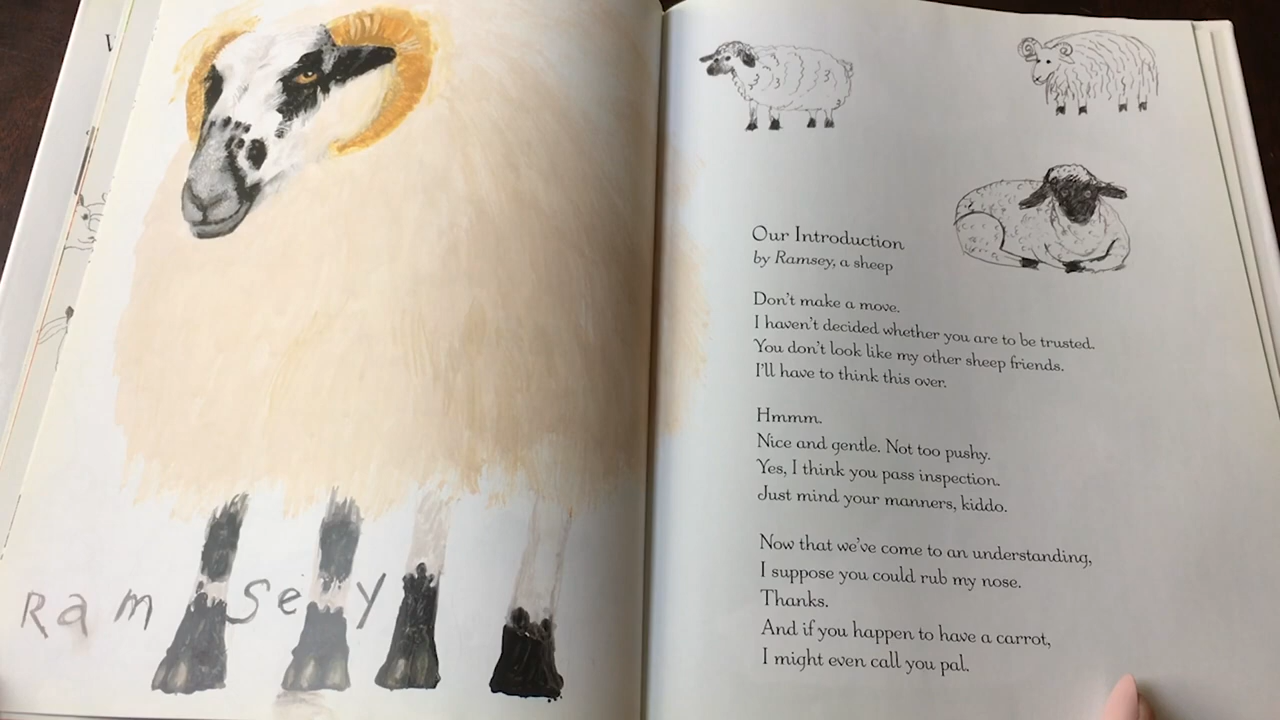 Ramsey
Our Introduction
by Ramsey, a sheep
Don't make a move.
I haven't decided whether you are to be trusted.
You don't look like my other sheep friends.
I'll have to think this over.
Hmmm.
Nice and gentle. Not too pushy.
Yes, I think you pass inspection.
Just mind your manners, kiddo.
Now that we've come to an understanding,
I suppose you could rub my nose.
Thanks.
And if you happen to have a carrot,
I might even call you pal.